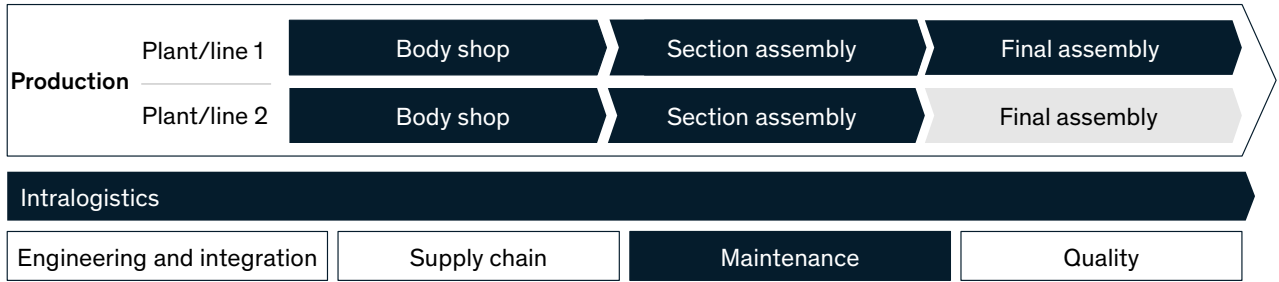 Plant/line 1
Body shop
Section assembly
Final assembly
Production
Plant/line 2
Body shop
Section assembly
Final assembly
Intralogistics
Engineering and integration
Supply chain
Maintenance
Quality